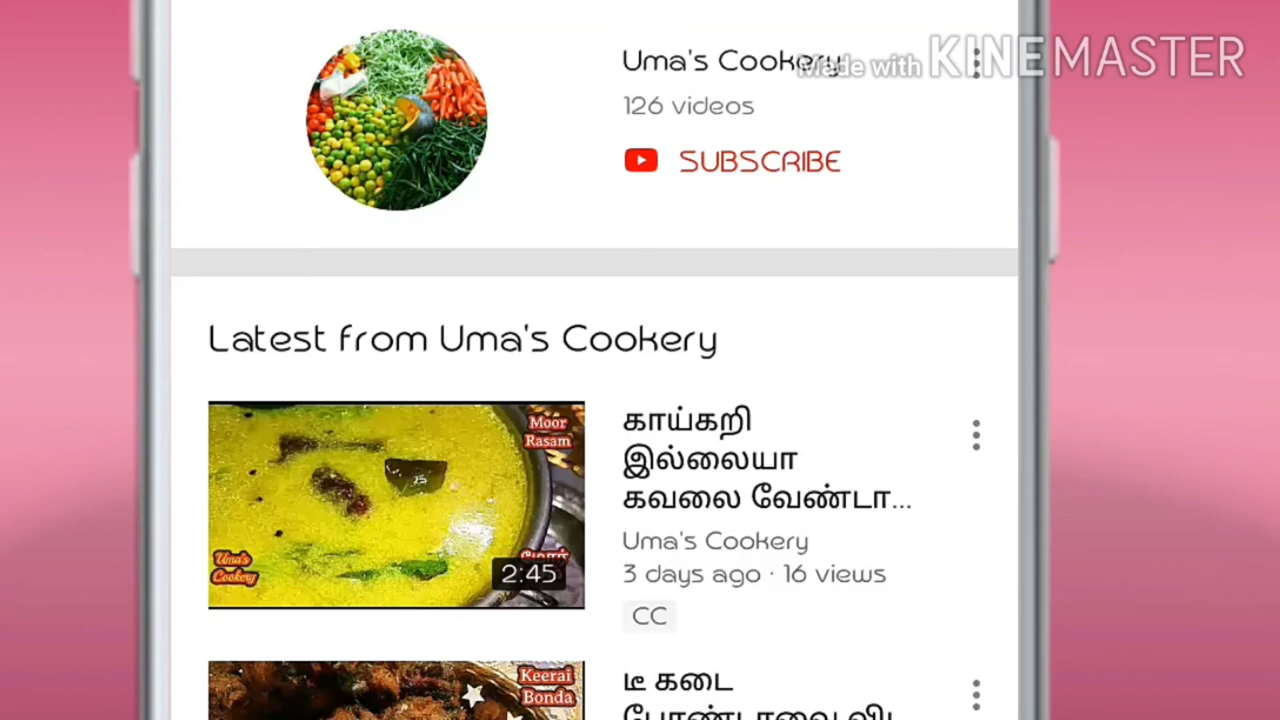 Uma's Cookery
Made with KINEMASTER
126 videos
SUBSCRIBE
Latest from Uma's Cookery
Moor
Rasam
காய்கறி
இல்லையா
கவலை வேண்டா...
Uma's
Cookery
மோர்
2:45
Uma's Cookery
3 days ago · 16 views
CC
Keerai
Bonda
டீ கடை